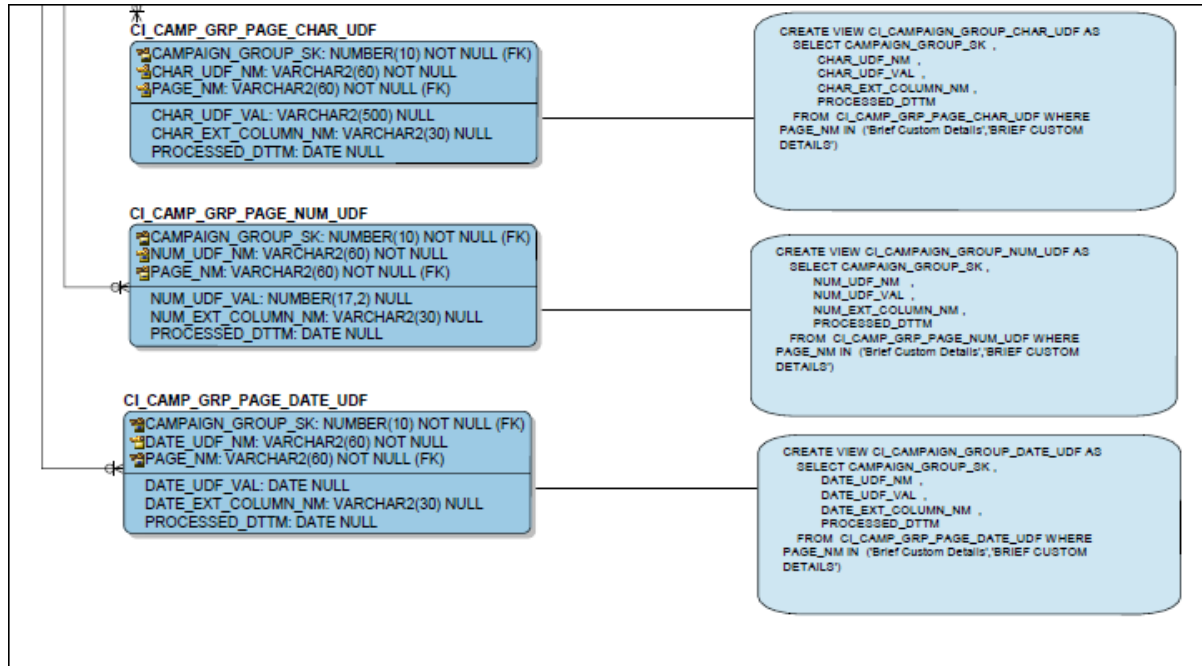 CI_CAMP_GRP_PAGE_CHAR_UDF
CAMPAIGN_GROUP_SK: NUMBER(10) NOT NULL (FK)
CHAR_UDF_NM: VARCHAR2(60) NOT NULL
PAGE_NM: VARCHAR2(60) NOT NULL (FK)
CHAR_UDF_VAL: VARCHAR2(500) NULL
CHAR_EXT_COLUMN_NM: VARCHAR2(30) NULL
PROCESSED_DTTM: DATE NULL
CREATE VIEW CI_CAMPAIGN_GROUP_CHAR_UDF AS
SELECT CAMPAIGN_GROUP_SK ,
CHAR_UDF_NM ,
CHAR_UDF_VAL ,
CHAR_EXT_COLUMN_NM ,
PROCESSED_DTTM
FROM CI_CAMP_GRP_PAGE_CHAR_UDF WHERE
PAGE_NM IN ('Brief Custom Details','BRIEF CUSTOM
DETAILS')
CI_CAMP_GRP_PAGE_NUM_UDF
CAMPAIGN_GROUP_SK: NUMBER(10) NOT NULL (FK)
NUM_UDF_NM: VARCHAR2(60) NOT NULL
PAGE_NM: VARCHAR2(60) NOT NULL (FK)
NUM_UDF_VAL: NUMBER(17,2) NULL
NUM_EXT_COLUMN_NM: VARCHAR2(30) NULL
PROCESSED_DTTM: DATE NULL
CREATE VIEW CI_CAMPAIGN_GROUP_NUM_UDF AS
SELECT CAMPAIGN_GROUP_SK ,
NUM_UDF_NM ,
NUM_UDF_VAL ,
NUM_EXT_COLUMN_NM ,
PROCESSED_DTTM
FROM CI_CAMP_GRP_PAGE_NUM_UDF WHERE
PAGE_NM IN ('Brief Custom Details','BRIEF CUSTOM
DETAILS')
CI_CAMP_GRP_PAGE_DATE_UDF
CAMPAIGN_GROUP_SK: NUMBER(10) NOT NULL (FK)
DATE_UDF_NM: VARCHAR2(60) NOT NULL
PAGE_NM: VARCHAR2(60) NOT NULL (FK)
DATE_UDF_VAL: DATE NULL
DATE_EXT_COLUMN_NM: VARCHAR2(30) NULL
PROCESSED_DTTM: DATE NULL
CREATE VIEW CI_CAMPAIGN_GROUP_DATE_UDF AS
SELECT CAMPAIGN_GROUP_SK ,
DATE_UDF_NM ,
DATE_UDF_VAL ,
DATE_EXT_COLUMN_NM ,
PROCESSED_DTTM
FROM CI_CAMP_GRP_PAGE_DATE_UDF WHERE
PAGE_NM IN ('Brief Custom Details','BRIEF CUSTOM
DETAILS')